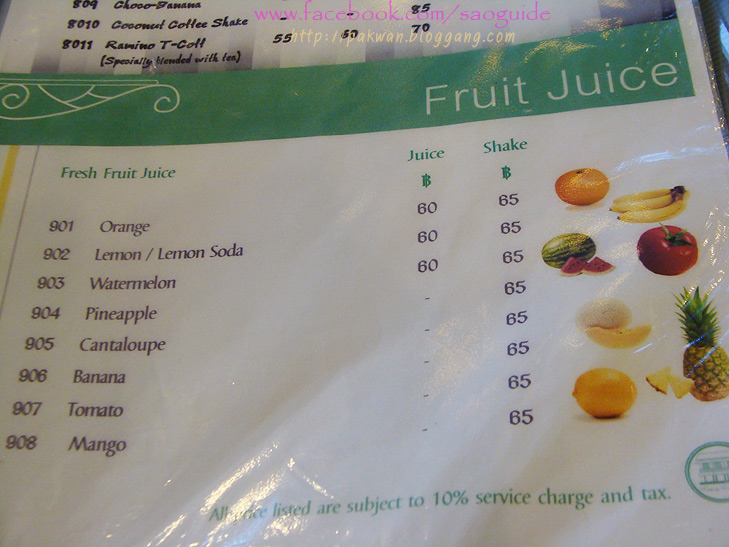 809 Choco-Banana - - 85
www.facebook.com/saoguide
8010 Coconut Coffee Shake - 60 70
http://pakwan.bloggang.com
8011 Ramino T-Coff 55
(Specially blended with tea)
Fruit Juice
Fresh Fruit Juice Juice Shake
฿ ฿
901 Orange 60 65
902 Lemon / Lemon Soda 60 65
903 Watermelon 60 65
904 Pineapple - 65
905 Cantaloupe - 65
906 Banana - 65
907 Tomato - 65
908 Mango - 65
All price listed are subject to 10% service charge and tax.